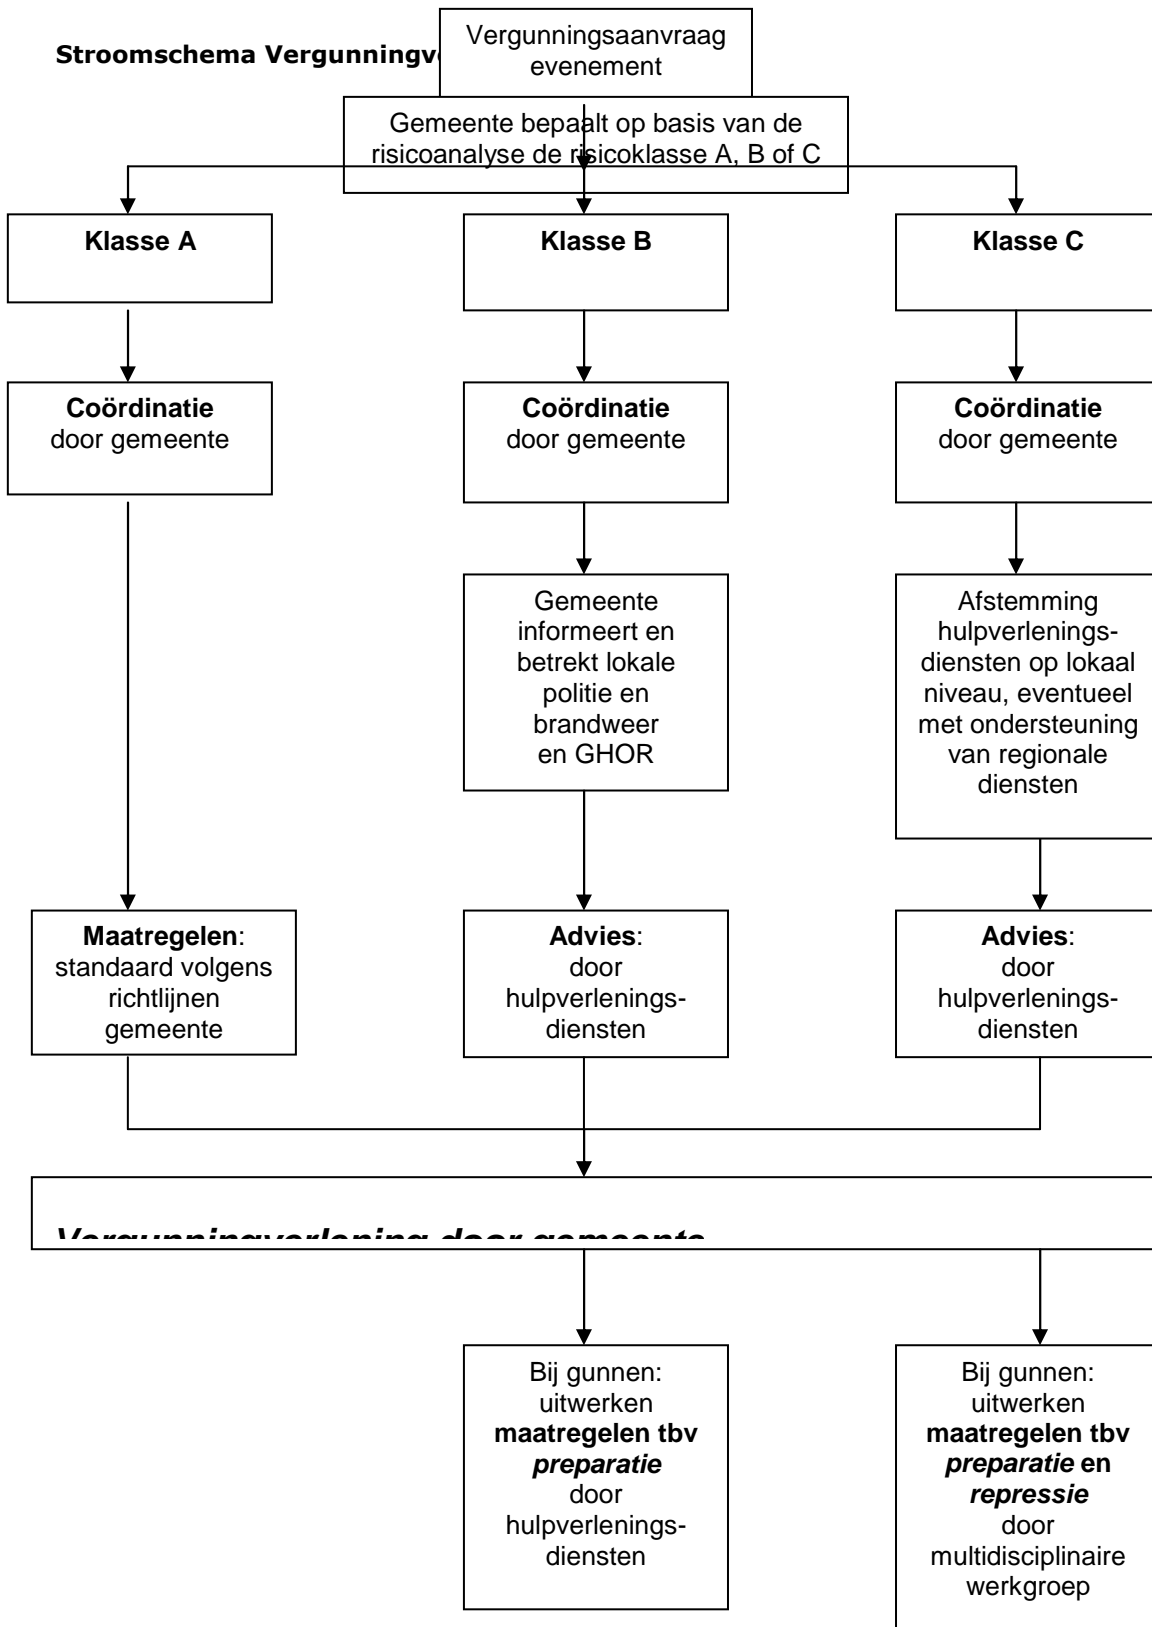 Stroomschema
Vergunningsaanvraag
evenement
Gemeente bepaalt op basis van de
risicoanalyse de risicoklasse A, B of C
Klasse A
Klasse B
Klasse C
Coördinatie
door gemeente
Coördinatie
door gemeente
Coördinatie
door gemeente
Gemeente
informeert en
betrekt lokale
politie en
brandweer
en GHOR
Afstemming
hulpverlenings-
diensten op lokaal
niveau, eventueel
met ondersteuning
van regionale
diensten
Maatregelen:
standaard volgens
richtlijnen
gemeente
Advies:
door
hulpverlenings-
diensten
Advies:
door
hulpverlenings-
diensten
Vergunningverlening door gemeente
Bij gunnen:
uitwerken
maatregelen tbv
preparatie
door
hulpverlenings-
diensten
Bij gunnen:
uitwerken
maatregelen tbv
preparatie en
repressie
door
multidisciplinaire
werkgroep